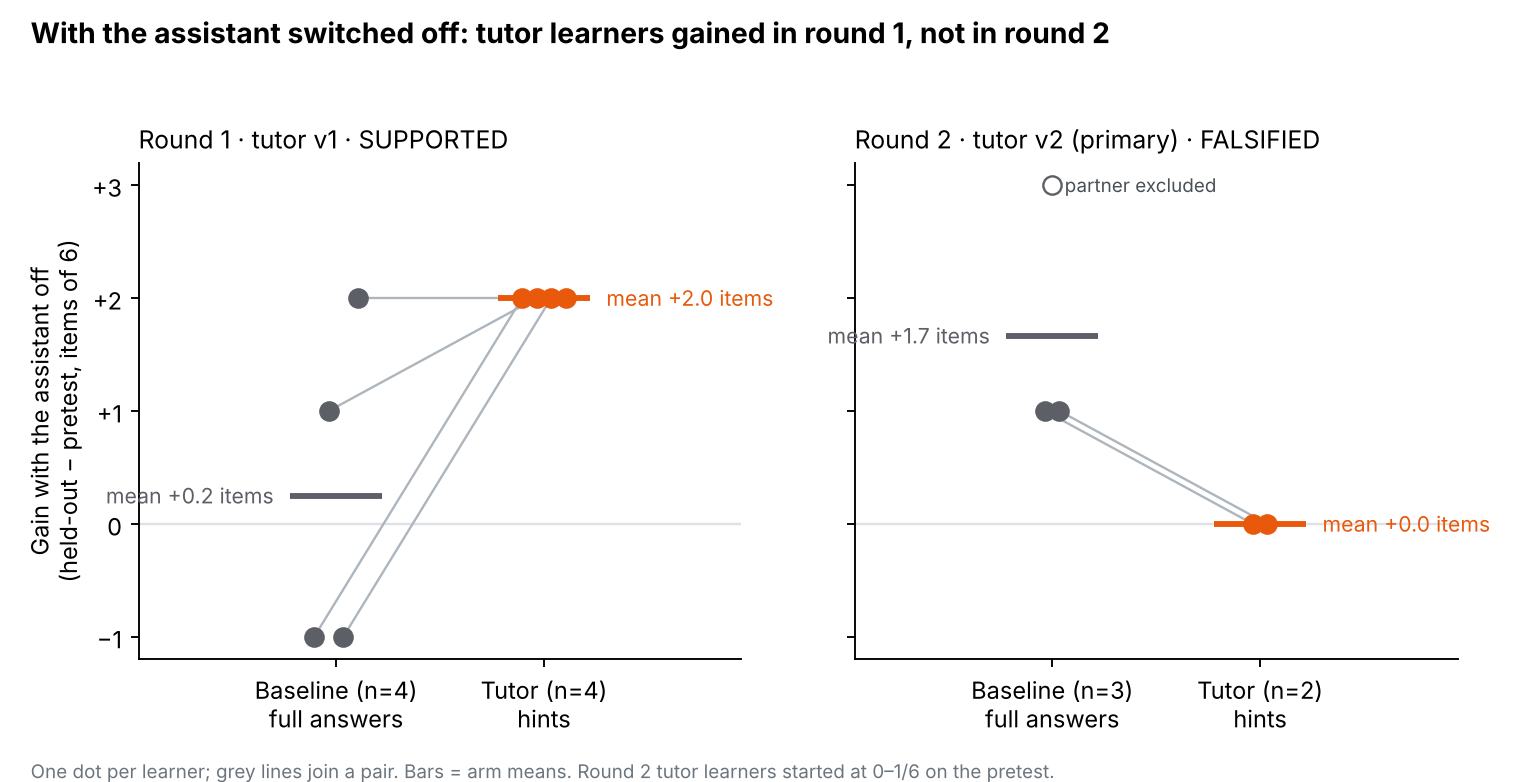 With the assistant switched off: tutor learners gained in round 1, not in round 2
Round 1 · tutor v1 · SUPPORTED
Gain with the assistant off
(held-out − pretest, items of 6)
+3
+2
+1
0
−1
mean +2.0 items
mean +0.2 items
Baseline (n=4)
full answers
Tutor (n=4)
hints
Round 2 · tutor v2 (primary) · FALSIFIED
partner excluded
mean +1.7 items
mean +0.0 items
Baseline (n=3)
full answers
Tutor (n=2)
hints
One dot per learner; grey lines join a pair. Bars = arm means. Round 2 tutor learners started at 0–1/6 on the pretest.